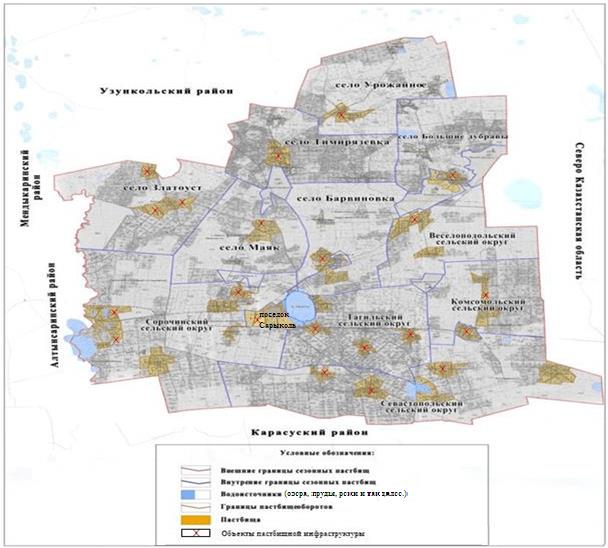 село Урожайное
Узункольский район
село Тимирязевка
село Большие дубравы
Мендыкаринский
район
Северо Казахстанская область
село Златоуст
село Барвиновка
Веселоподольский
сельский округ
село Маяк
Алтынсаринский район
Комсомольский
сельский округ
поселок
Сарыколь
Сорочинский
сельский округ
Тагильский
сельский округ
Севастопольский
сельский округ
Карасуский район
Условные обозначения:
Внешние границы сезонных пастбищ
Внутрение границы сезонных пастбищ
Водоисточники (озера, пруды, реки и так далее.)
Границы пастбищеоборотов
Пастбища
Объекты пастбищной инфраструктуры